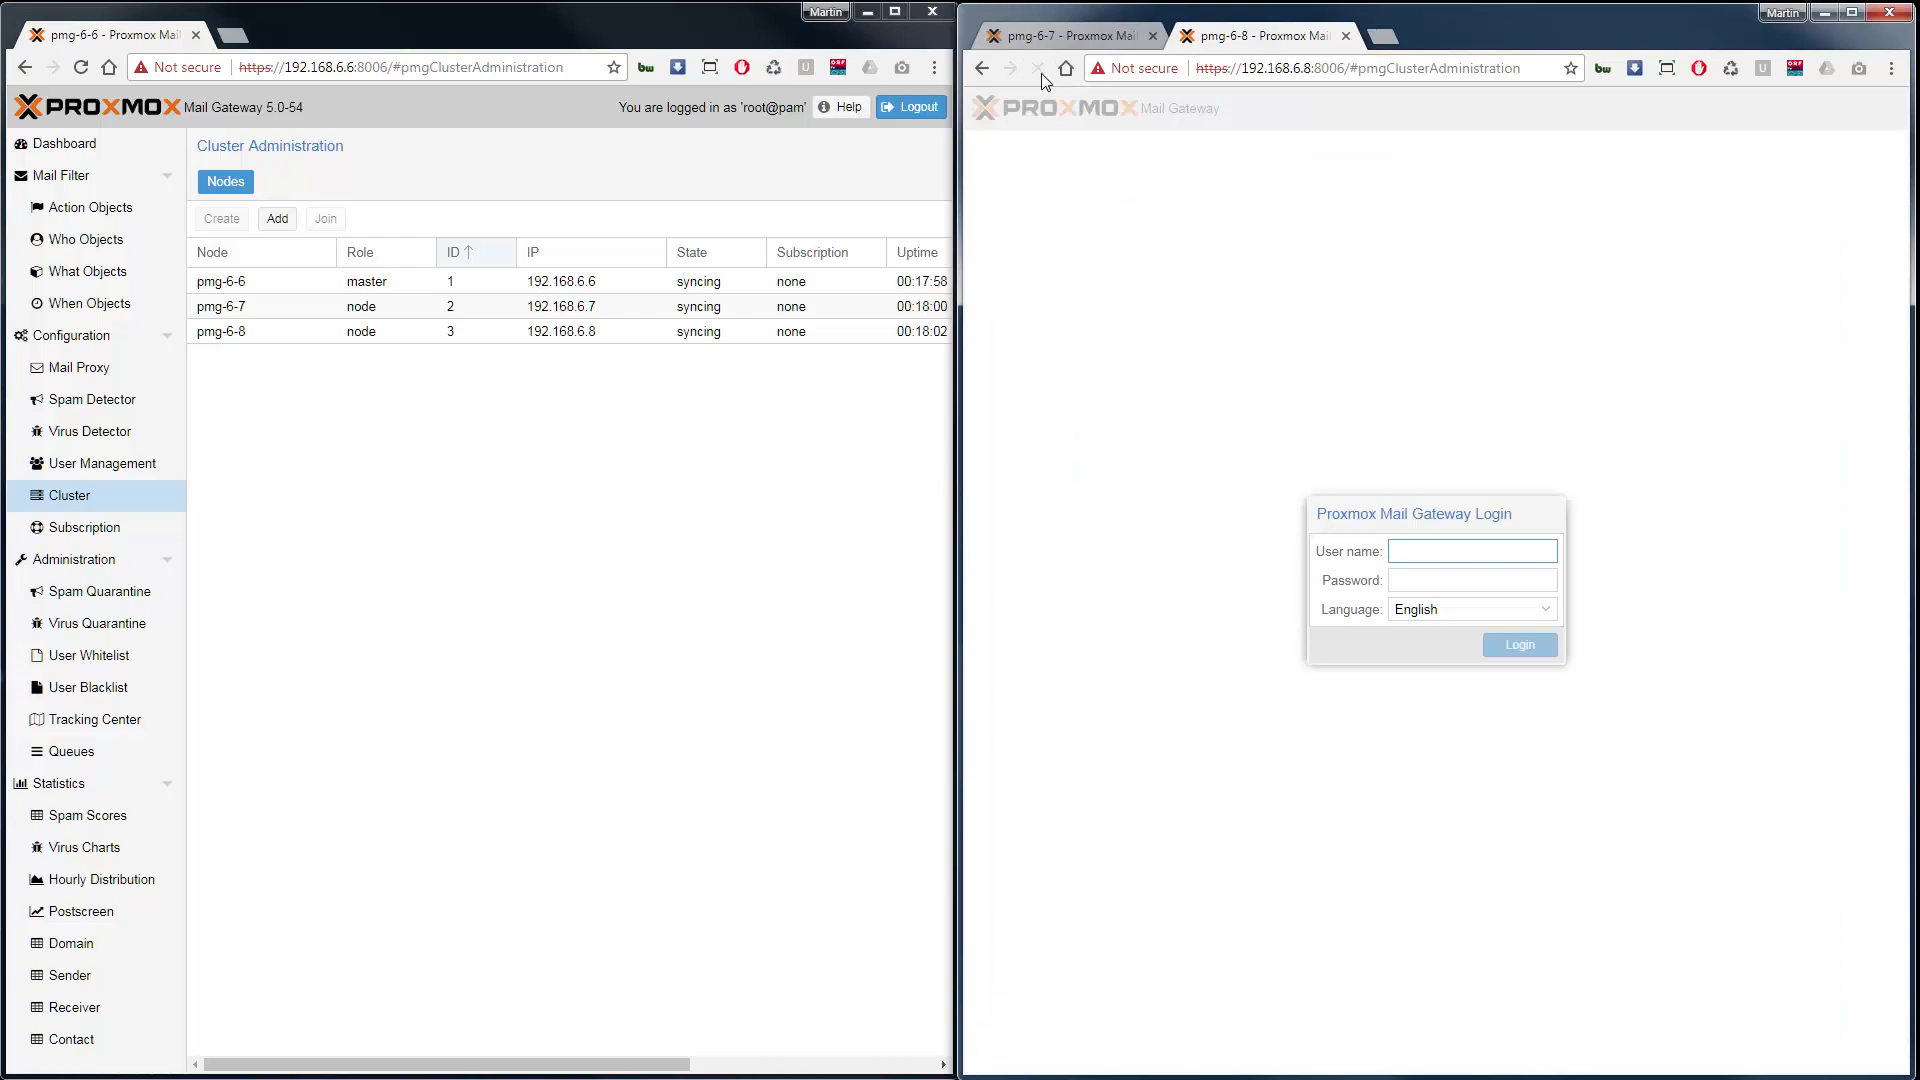 Martin
pmg-6-6 - Proxmox Mail
Not secure
https://192.168.6.6:8006/#pmgClusterAdministration
PROXMOX Mail Gateway 5.0-54
You are logged in as 'root@pam'
Help
Logout
Dashboard
Mail Filter
Action Objects
Who Objects
What Objects
When Objects
Configuration
Mail Proxy
Spam Detector
Virus Detector
User Management
Cluster
Subscription
Administration
Spam Quarantine
Virus Quarantine
User Whitelist
User Blacklist
Tracking Center
Queues
Statistics
Spam Scores
Virus Charts
Hourly Distribution
Postscreen
Domain
Sender
Receiver
Contact
Cluster Administration
Nodes
Create Add Join
Node Role ID IP State Subscription Uptime
pmg-6-6 master 1 192.168.6.6 syncing none 00:17:58
pmg-6-7 node 2 192.168.6.7 syncing none 00:18:00
pmg-6-8 node 3 192.168.6.8 syncing none 00:18:02
Martin
pmg-6-7 - Proxmox Mail
pmg-6-8 - Proxmox Mail
Not secure
https://192.168.6.8:8006/#pmgClusterAdministration
PROXMOX Mail Gateway
Proxmox Mail Gateway Login
User name:
Password:
Language: English
Login